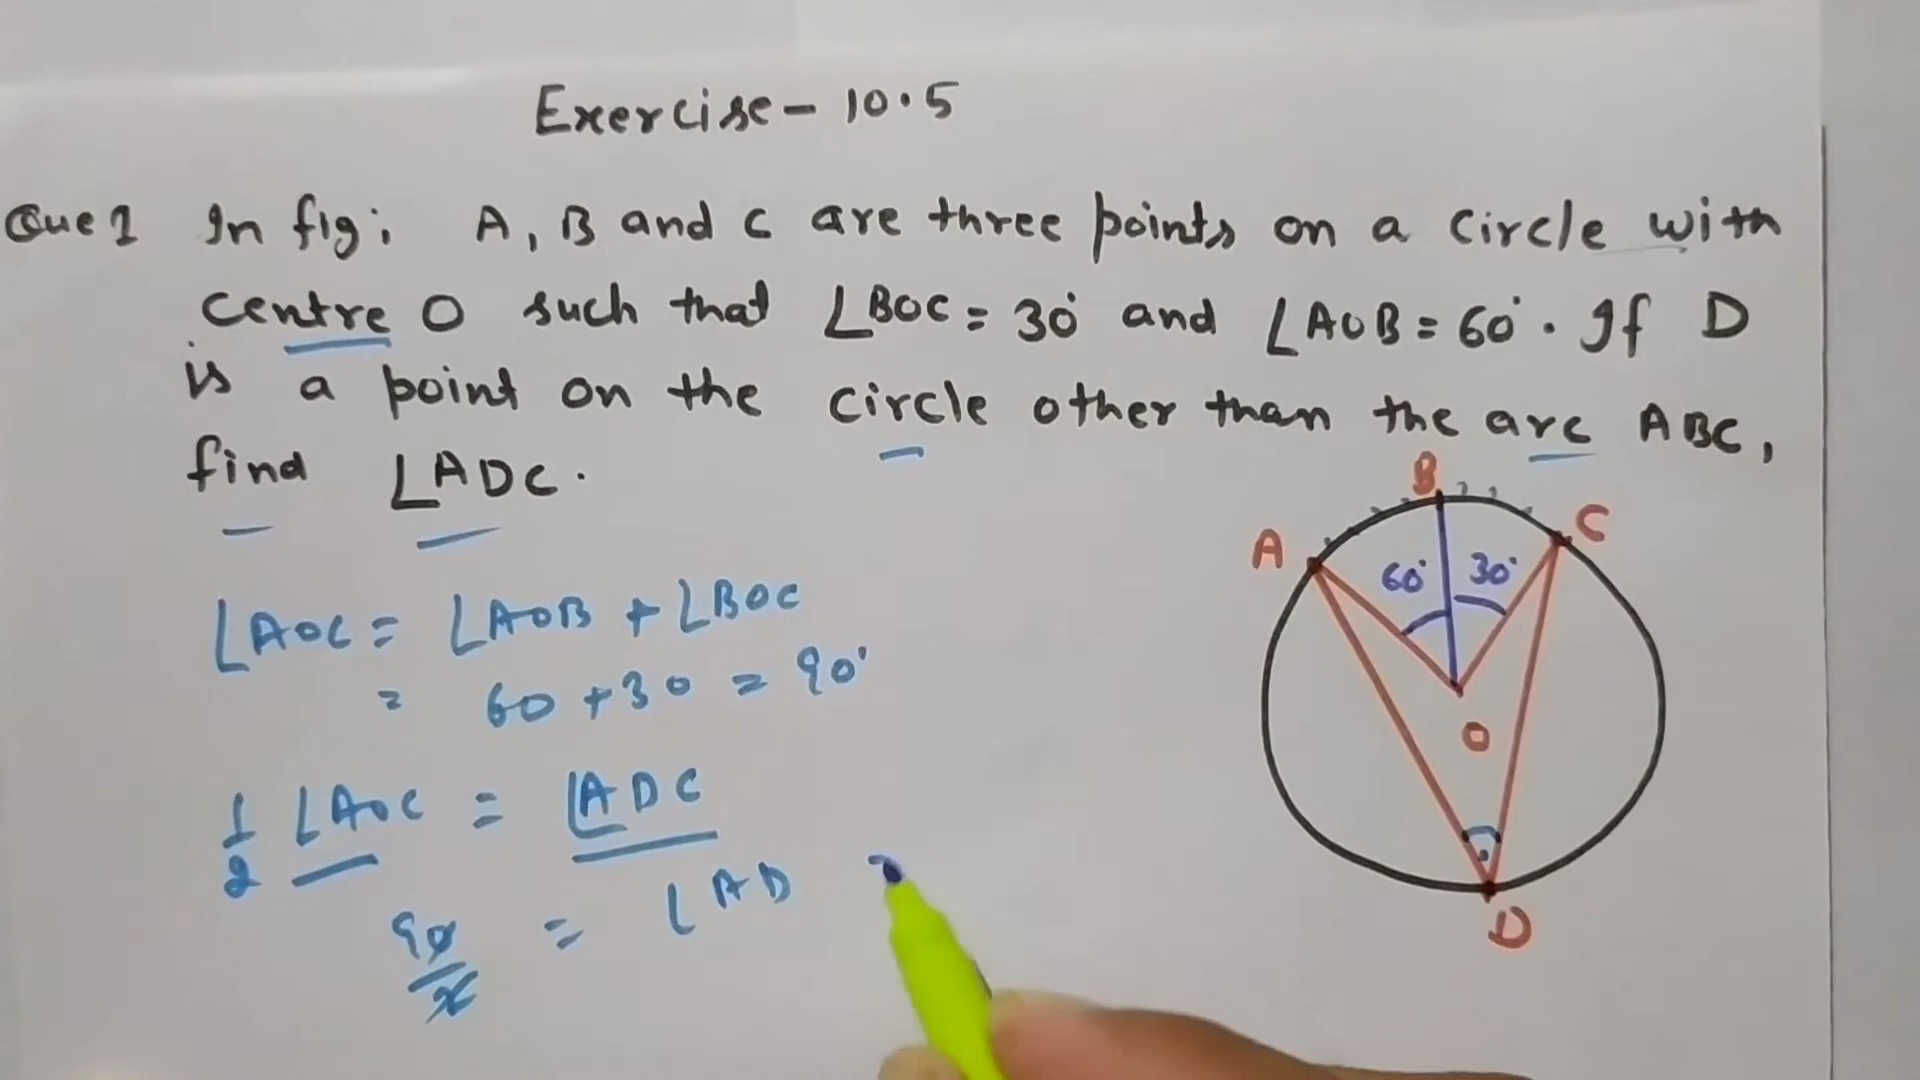 Exercise - 10.5
Que 1 In fig; A, B and C are three points on a circle with
centre O such that ∠BOC = 30° and ∠AOB = 60°. If D
is a point on the circle other than the arc ABC,
find ∠ADC.
B
A
C
60° 30°
O
D
∠AOC = ∠AOB + ∠BOC
= 60 + 30 = 90°
1/2 ∠AOC = ∠ADC
90/2 = ∠AD